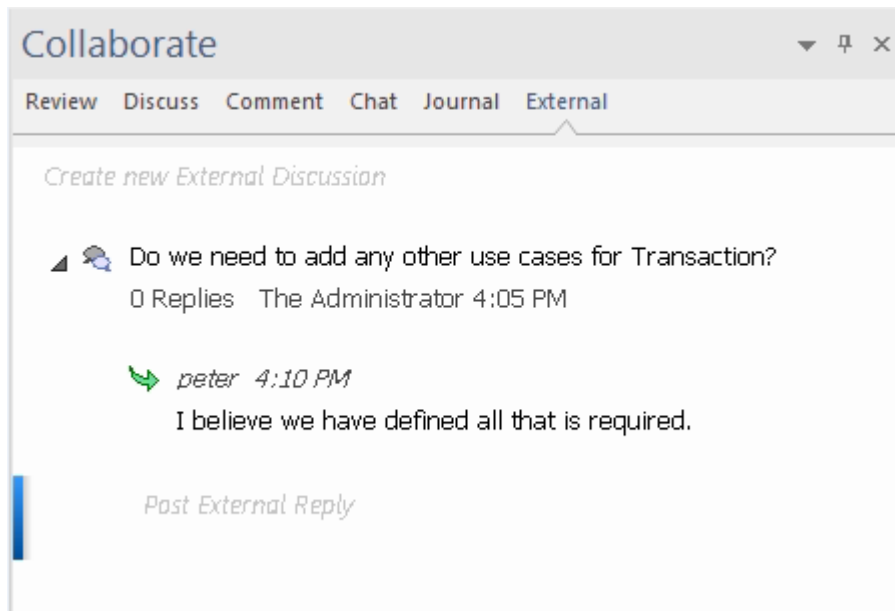 Collaborate
Review Discuss Comment Chat Journal External
Create new External Discussion
Do we need to add any other use cases for Transaction?
0 Replies The Administrator 4:05 PM
peter 4:10 PM
I believe we have defined all that is required.
Post External Reply